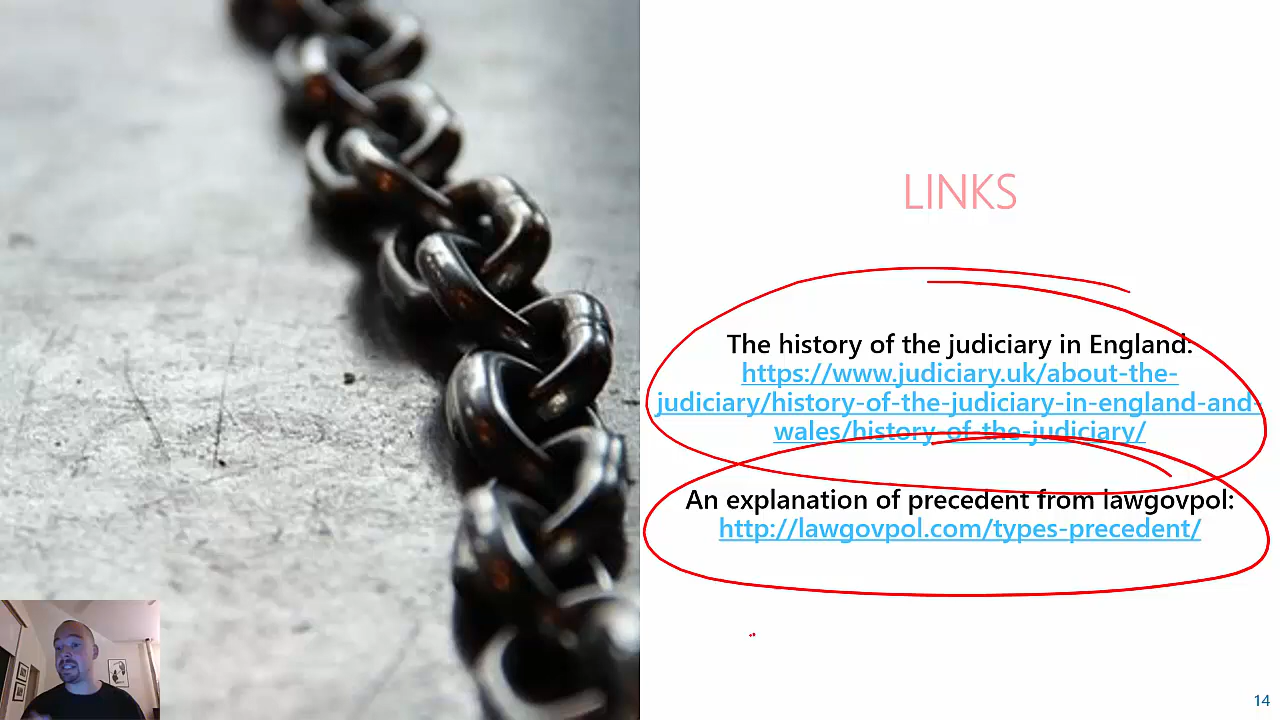 LINKS
The history of the judiciary in England:
https://www.judiciary.uk/about-the-
judiciary/history-of-the-judiciary-in-england-and-
wales/history-of-the-judiciary/
An explanation of precedent from lawgovpol:
http://lawgovpol.com/types-precedent/
14